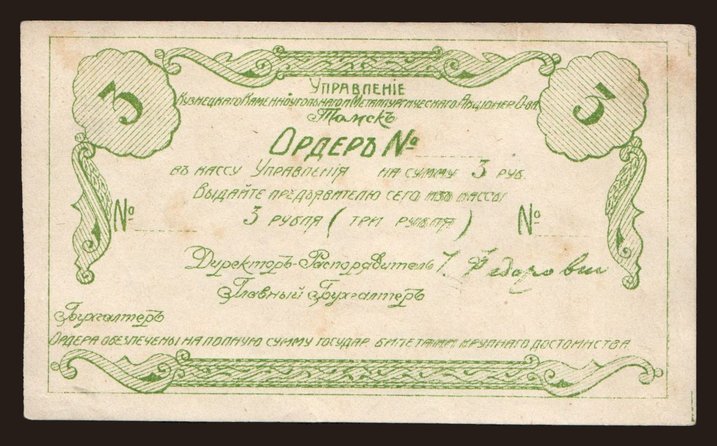 3
3
Управленіе
Кузнецкаго Каменноугольнаго и Металлургическаго Акціонер. О-ва
Томскъ
Ордеръ №
въ кассу Управленія на сумму 3 руб.
Выдайте предъявителю сего изъ кассы
№ 3 рубля (три рубля) №
Директоръ-Распорядитель
Главный Бухгалтеръ
Бухгалтеръ
Ордера обезпечены на полную сумму государ. билетами крупнаго достоинства.